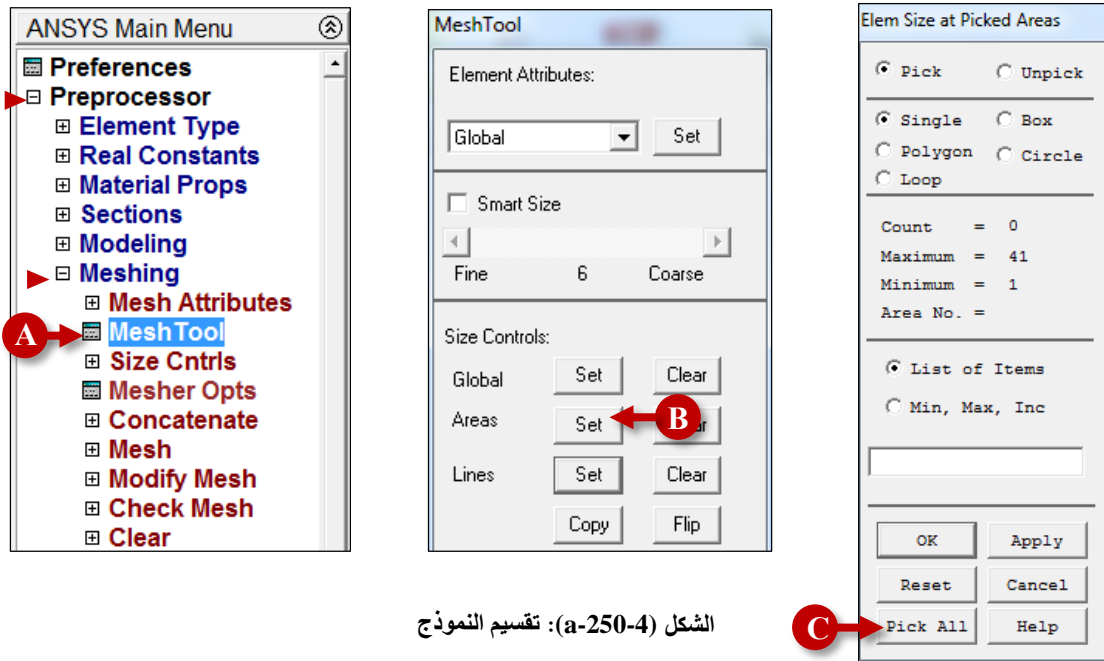 ANSYS Main Menu
Preferences
Preprocessor
Element Type
Real Constants
Material Props
Sections
Modeling
Meshing
Mesh Attributes
A
MeshTool
Size Cntrls
Mesher Opts
Concatenate
Mesh
Modify Mesh
Check Mesh
Clear
MeshTool
Element Attributes:
Global Set
Smart Size
Fine 6 Coarse
Size Controls:
Global Set Clear
Areas Set B
Lines Set Clear
Copy Flip
Elem Size at Picked Areas
Pick Unpick
Single Box
Polygon Circle
Loop
Count = 0
Maximum = 41
Minimum = 1
Area No. =
List of Items
Min, Max, Inc
OK Apply
Reset Cancel
C Pick All Help
الشكل (4-250-a): تقسيم النموذج